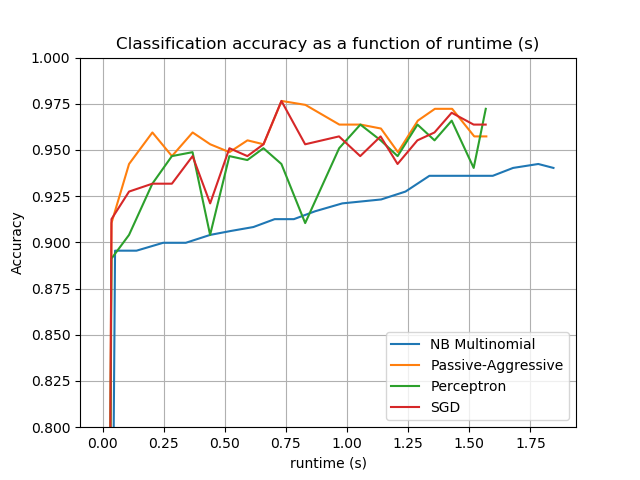 Classification accuracy as a function of runtime (s)
1.000
0.975
0.950
0.925
0.900
0.875
0.850
0.825
0.800
Accuracy
NB Multinomial
Passive-Aggressive
Perceptron
SGD
0.00 0.25 0.50 0.75 1.00 1.25 1.50 1.75
runtime (s)